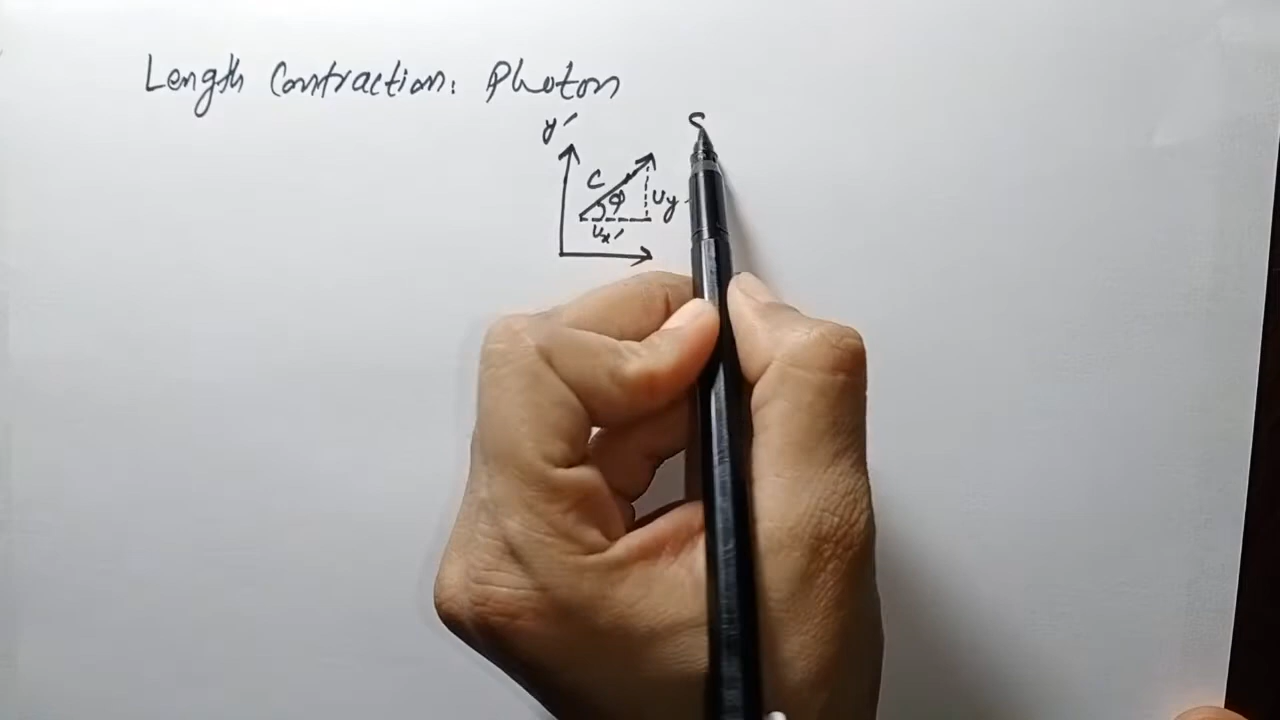 Length Contraction: Photon
y′
S
c
φ
uy
ux′